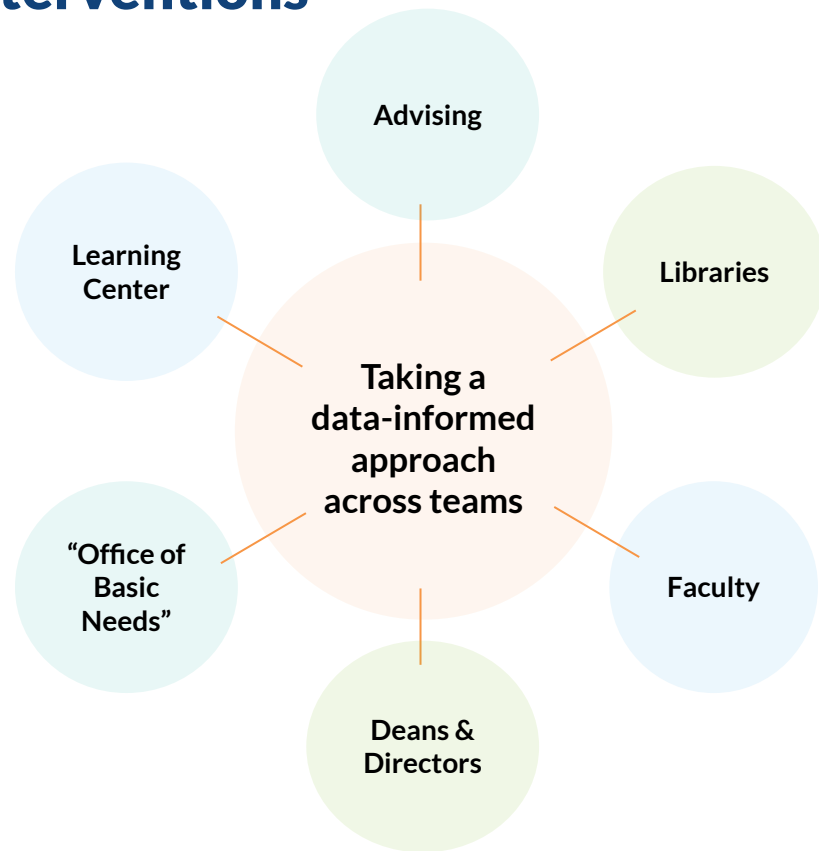 Advising
Learning
Center
Libraries
Taking a
data-informed
approach
across teams
“Office of
Basic
Needs”
Faculty
Deans &
Directors